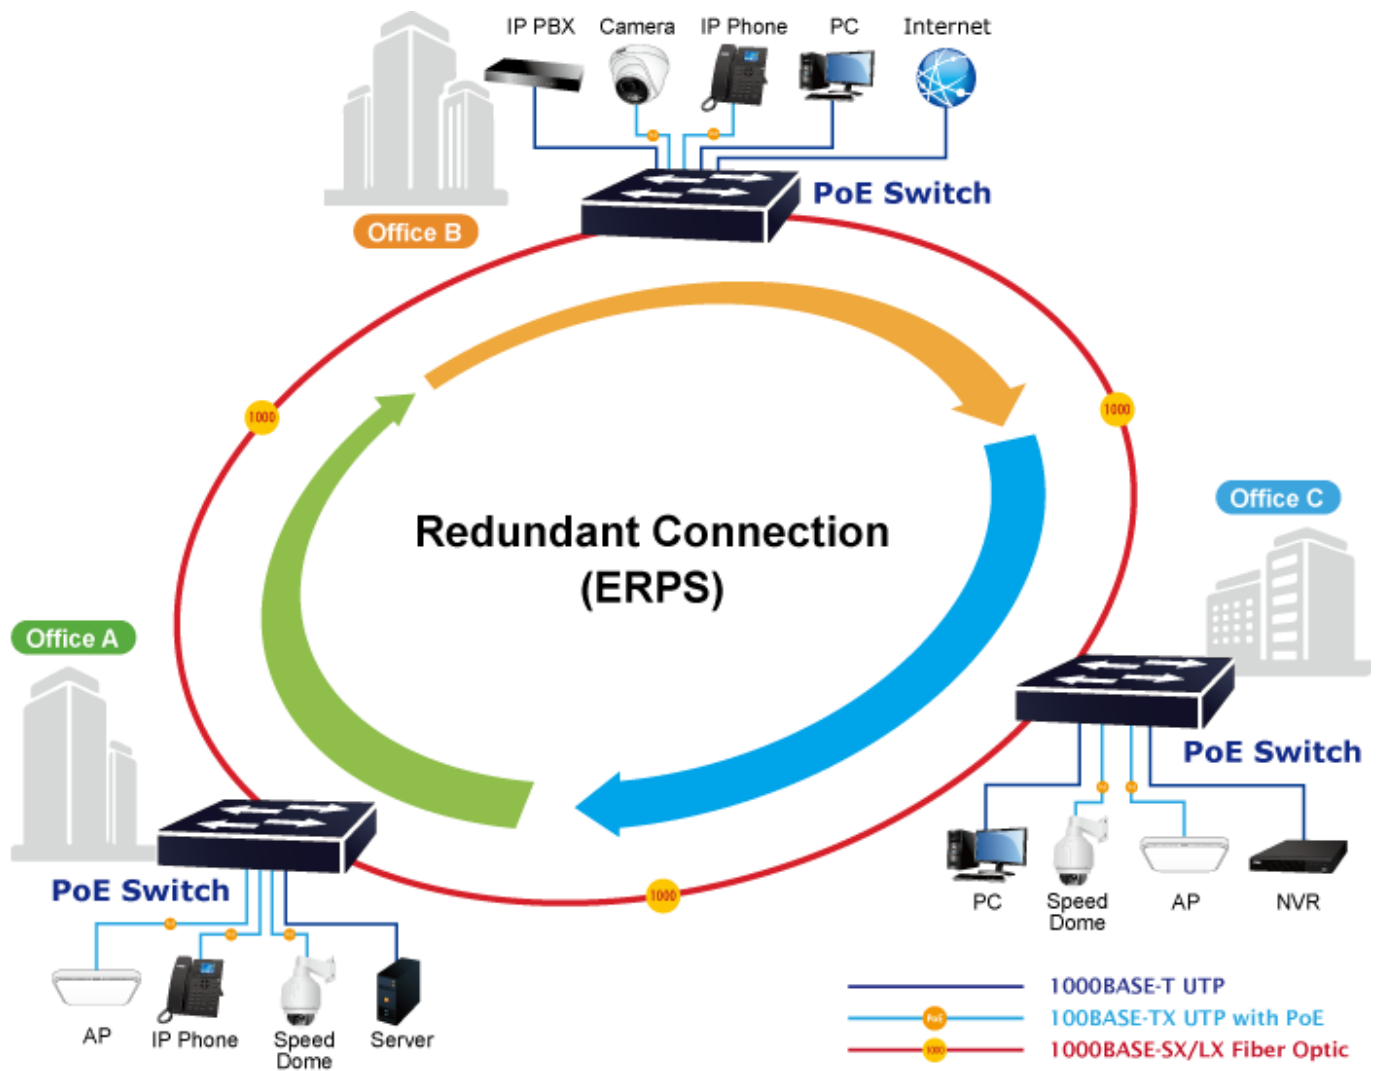 IP PBX
Camera
IP Phone
PC
Internet
PoE Switch
Office B
1000
1000
Redundant Connection
(ERPS)
Office C
Office A
PoE Switch
PoE Switch
PC
Speed
Dome
AP
NVR
1000
AP
IP Phone
Speed
Dome
Server
1000BASE-T UTP
PoE
100BASE-TX UTP with PoE
1000
1000BASE-SX/LX Fiber Optic